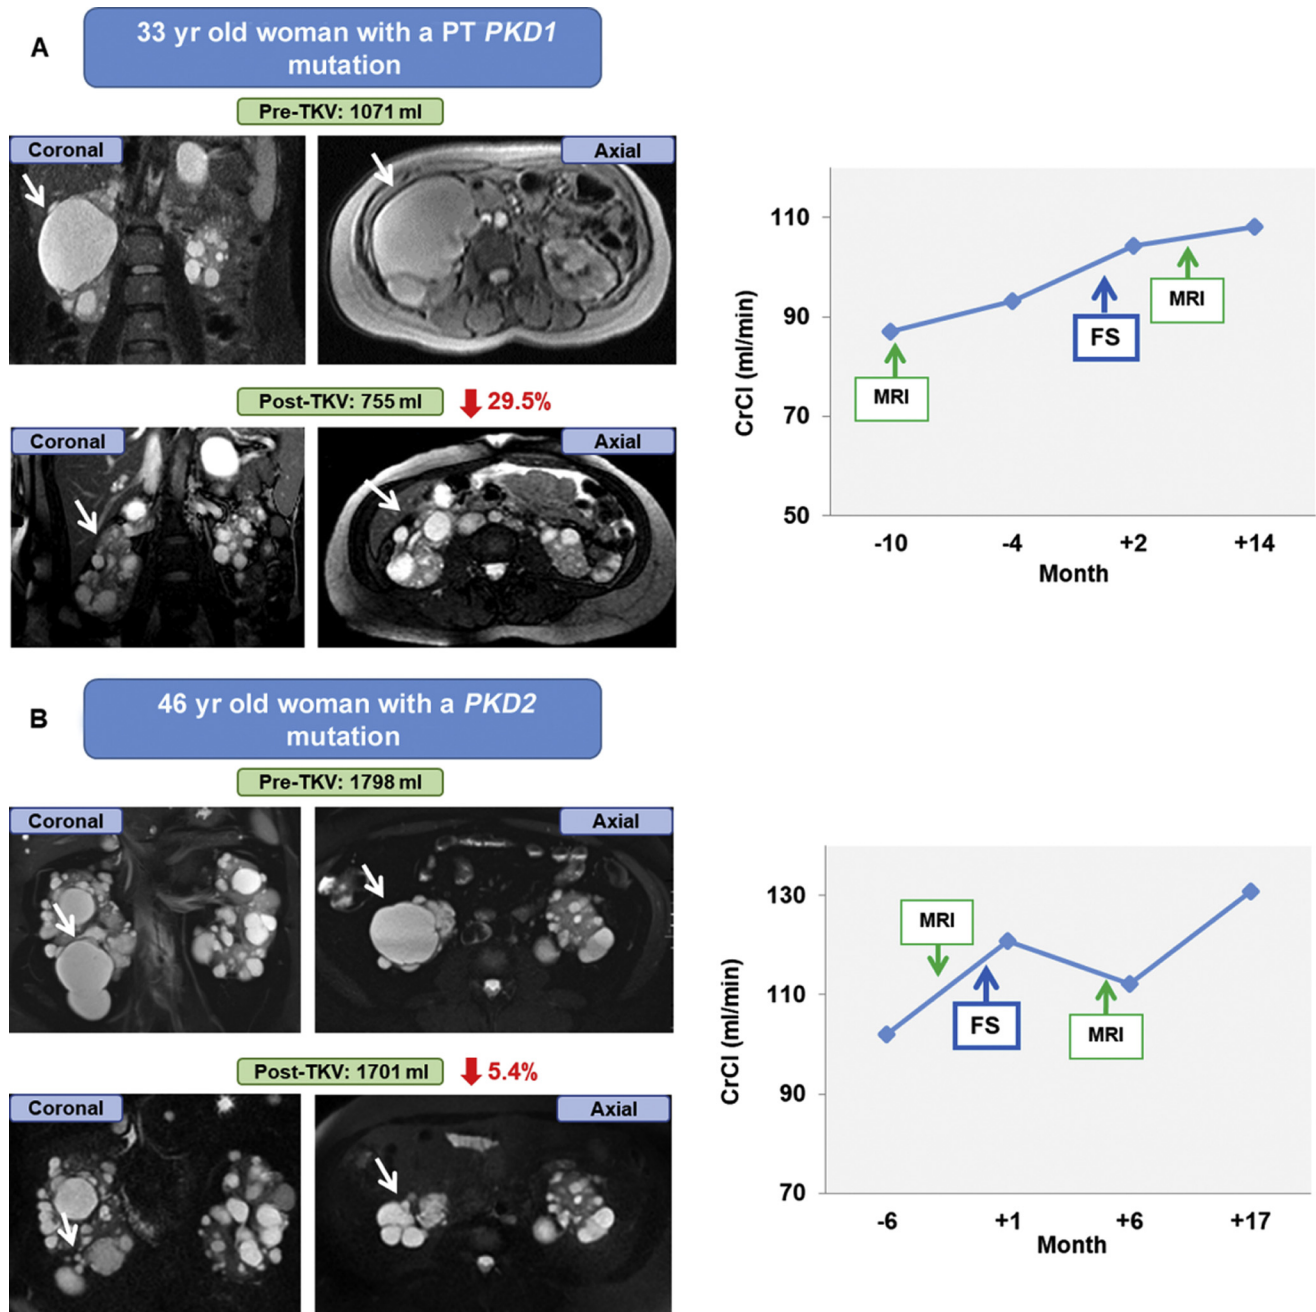 A
33 yr old woman with a PT PKD1
mutation
Pre-TKV: 1071 ml
Coronal
Axial
Post-TKV: 755 ml
29.5%
Coronal
Axial
CrCl (ml/min)
110
90
70
50
MRI
FS
MRI
-10
-4
+2
+14
Month
B
46 yr old woman with a PKD2
mutation
Pre-TKV: 1798 ml
Coronal
Axial
Post-TKV: 1701 ml
5.4%
Coronal
Axial
CrCl (ml/min)
130
110
90
70
MRI
FS
MRI
-6
+1
+6
+17
Month